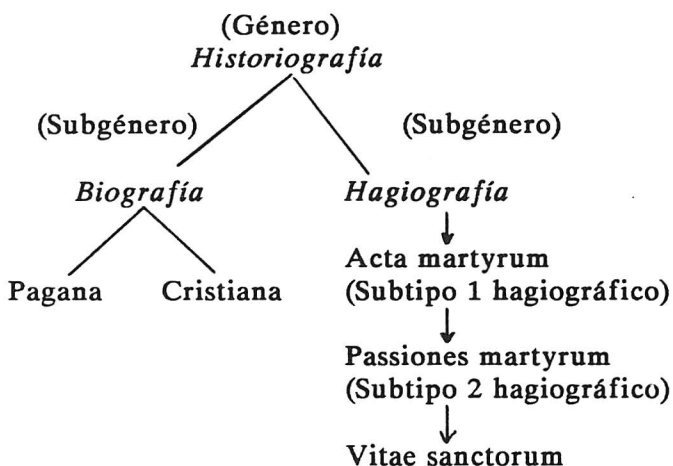 (Género)
Historiografía
(Subgénero) (Subgénero)
Biografía Hagiografía
Acta martyrum
Pagana Cristiana (Subtipo 1 hagiográfico)
Passiones martyrum
(Subtipo 2 hagiográfico)
Vitae sanctorum